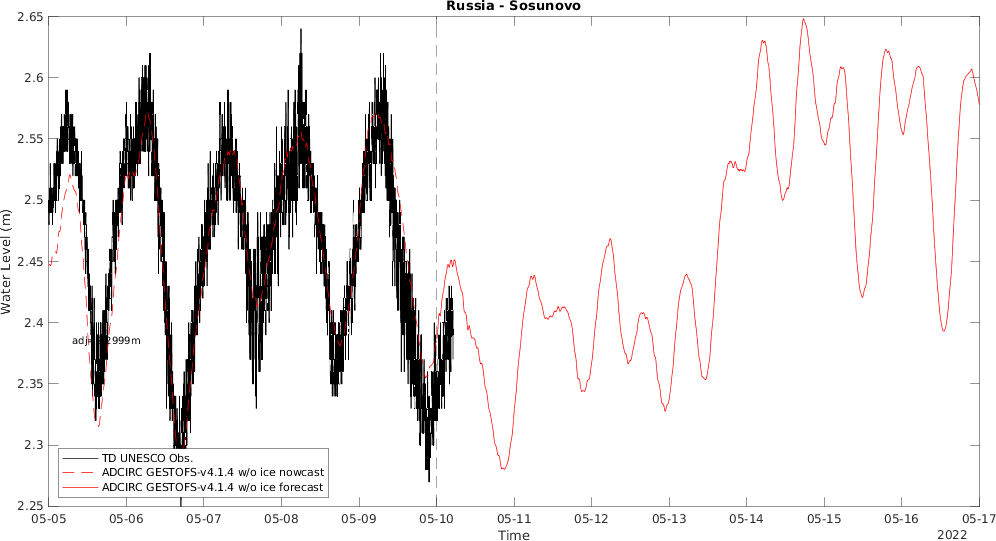 Russia - Sosunovo
Water Level (m)
2.65
2.6
2.55
2.5
2.45
2.4
2.35
2.3
2.25
2999m
TD UNESCO Obs.
ADCIRC GESTOFS-v4.1.4 w/o ice nowcast
ADCIRC GESTOFS-v4.1.4 w/o ice forecast
05-05 05-06 05-07 05-08 05-09 05-10 05-11 05-12 05-13 05-14 05-15 05-16 05-17
Time
2022